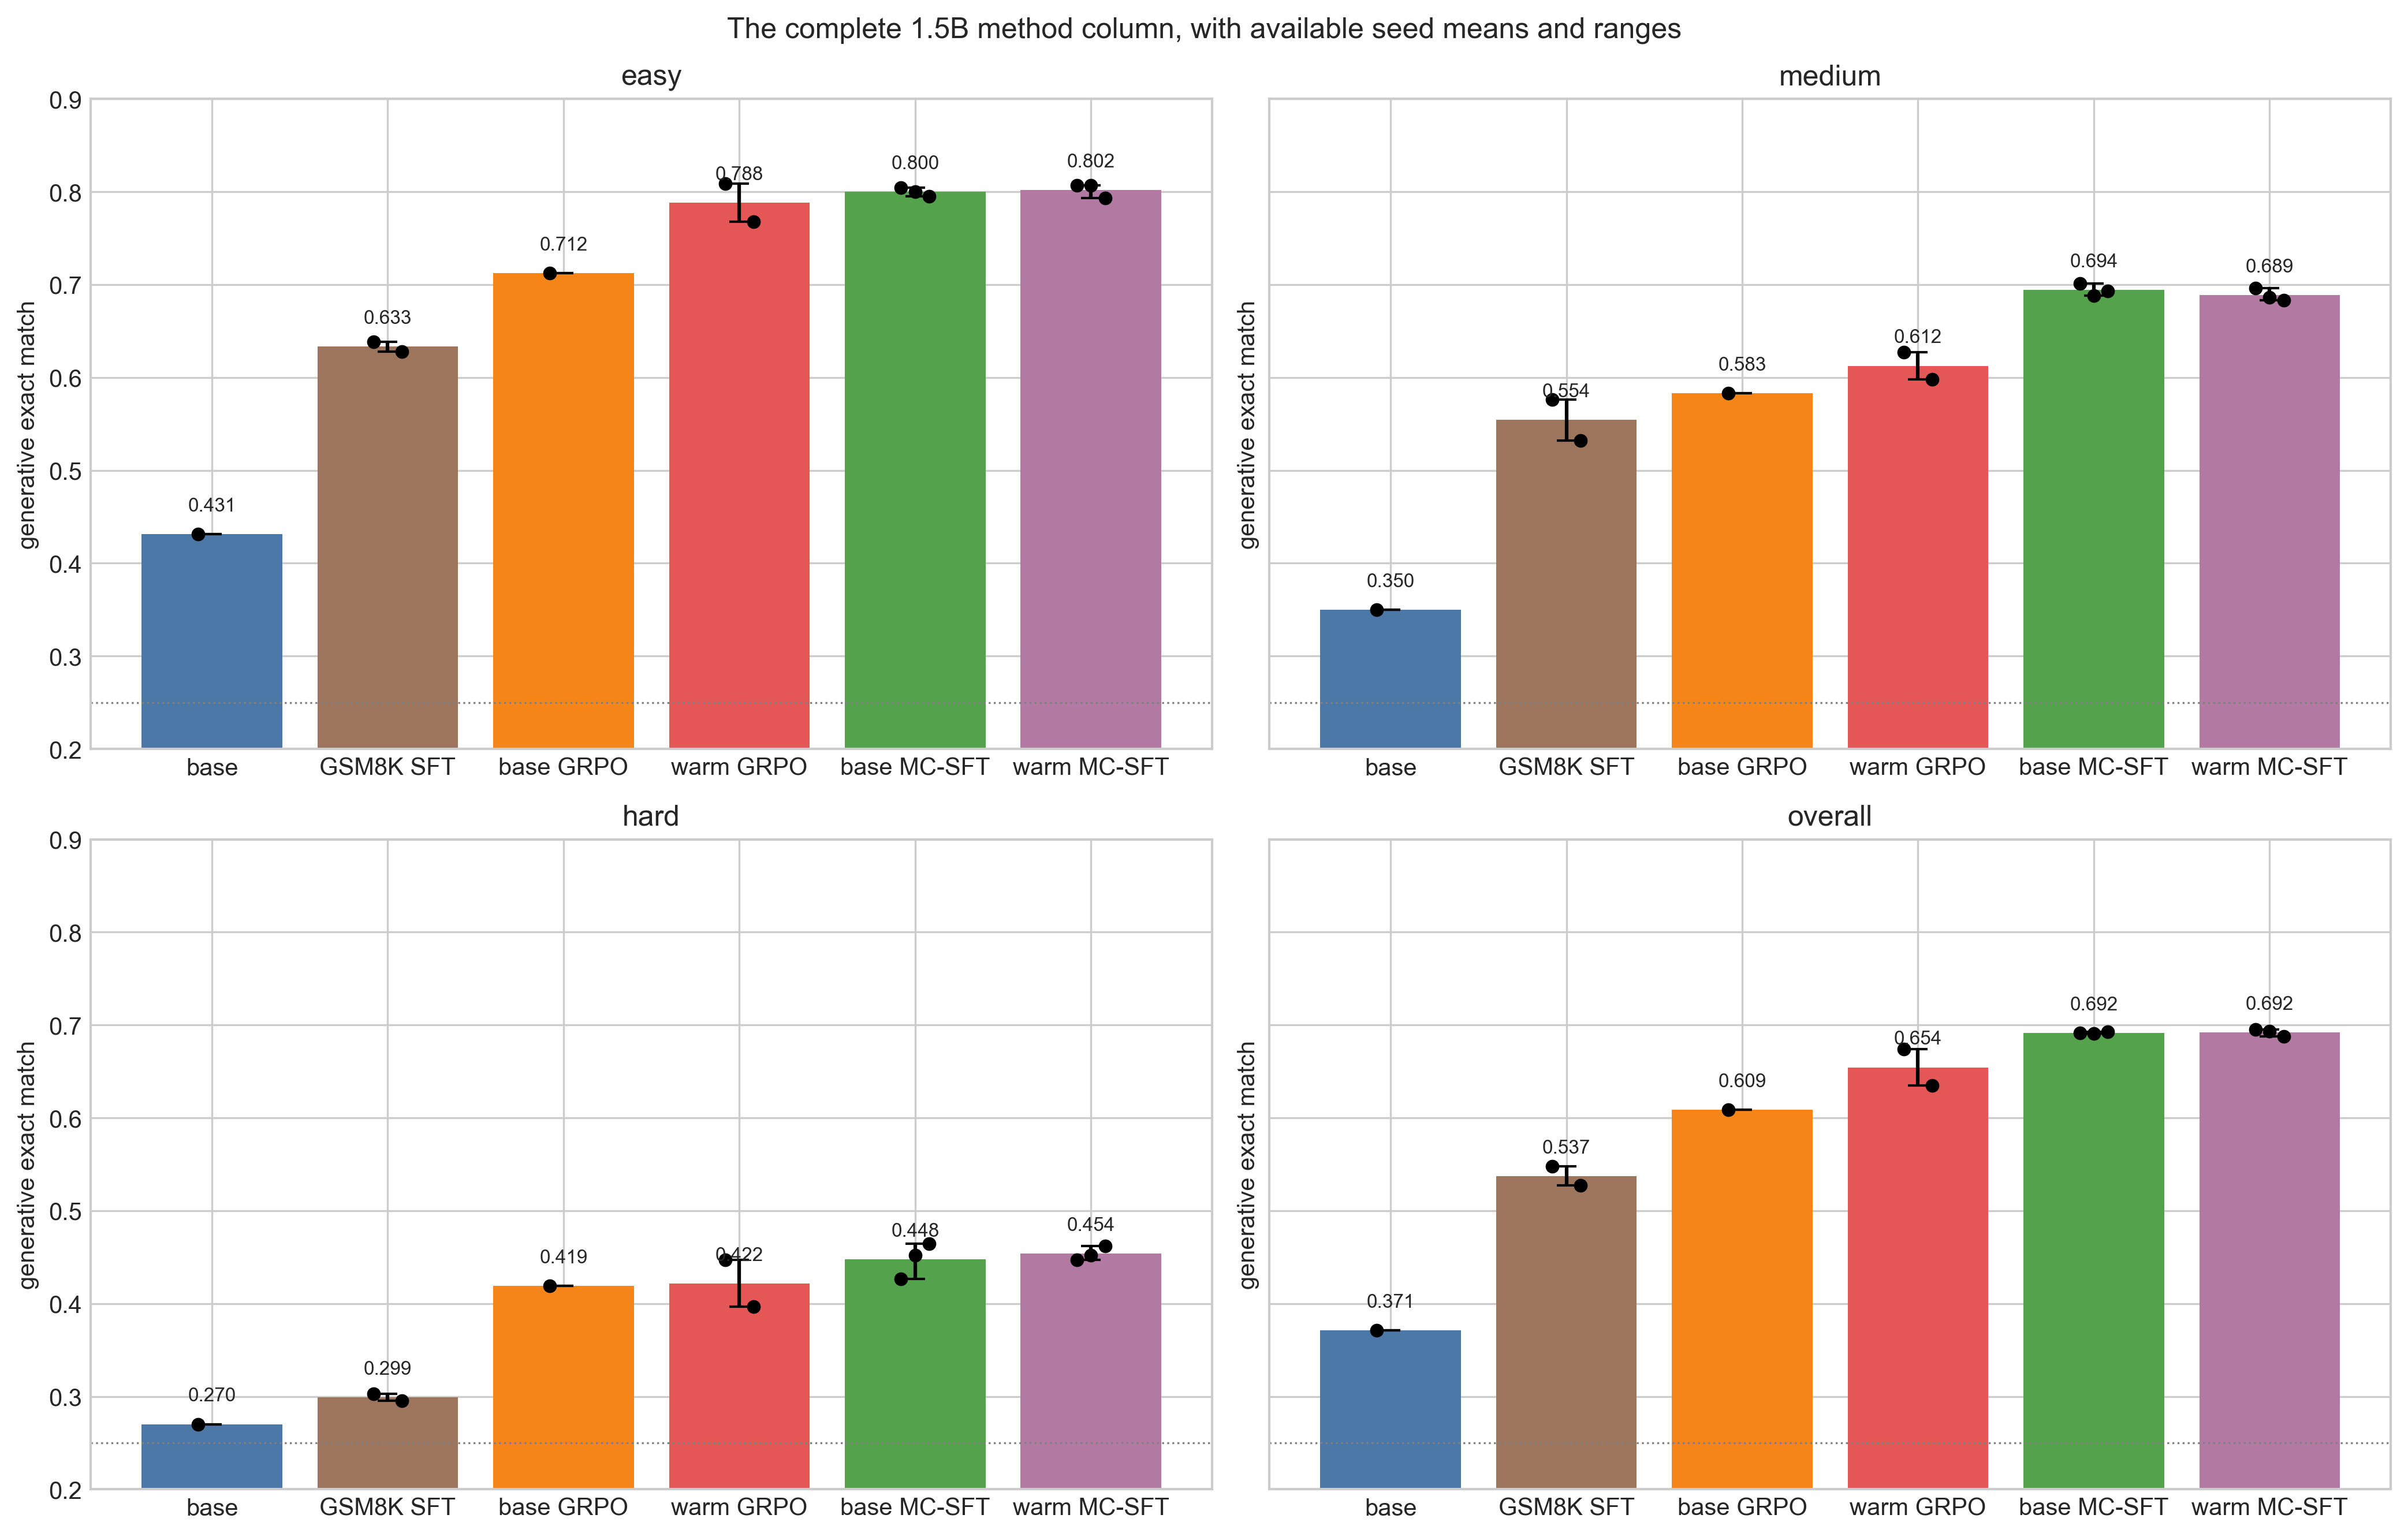 The complete 1.5B method column, with available seed means and ranges
easy
generative exact match
0.9
0.8
0.7
0.6
0.5
0.4
0.3
0.2
0.431
0.633
0.712
0.788
0.800
0.802
base
GSM8K SFT
base GRPO
warm GRPO
base MC-SFT
warm MC-SFT
medium
generative exact match
0.350
0.554
0.583
0.612
0.694
0.689
base
GSM8K SFT
base GRPO
warm GRPO
base MC-SFT
warm MC-SFT
hard
generative exact match
0.9
0.8
0.7
0.6
0.5
0.4
0.3
0.2
0.270
0.299
0.419
0.422
0.448
0.454
base
GSM8K SFT
base GRPO
warm GRPO
base MC-SFT
warm MC-SFT
overall
generative exact match
0.371
0.537
0.609
0.654
0.692
0.692
base
GSM8K SFT
base GRPO
warm GRPO
base MC-SFT
warm MC-SFT